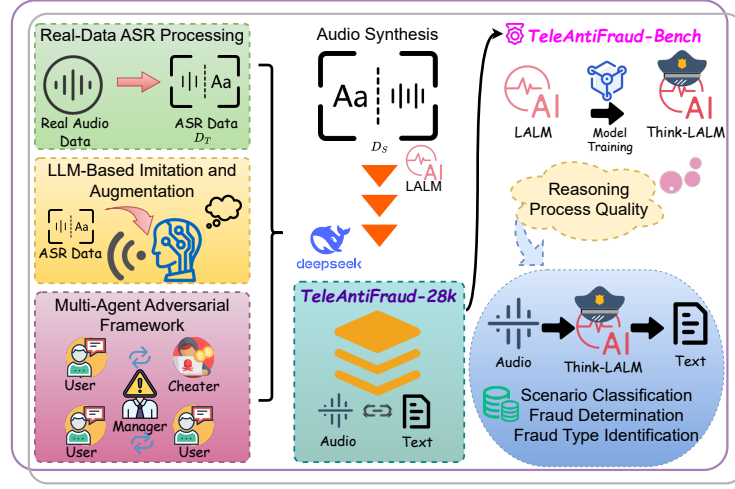 Real-Data ASR Processing
Aa
Real Audio
Data
ASR Data
D_T
LLM-Based Imitation and
Augmentation
Aa
ASR Data
Multi-Agent Adversarial
Framework
User
Cheater
Manager
User
User
Audio Synthesis
Aa
D_S
AI
LALM
deepseek
TeleAntiFraud-28k
Audio
Text
TeleAntiFraud-Bench
AI
AI
LALM
Model
Training
Think-LALM
Reasoning
Process Quality
AI
Audio
Think-LALM
Text
Scenario Classification
Fraud Determination
Fraud Type Identification